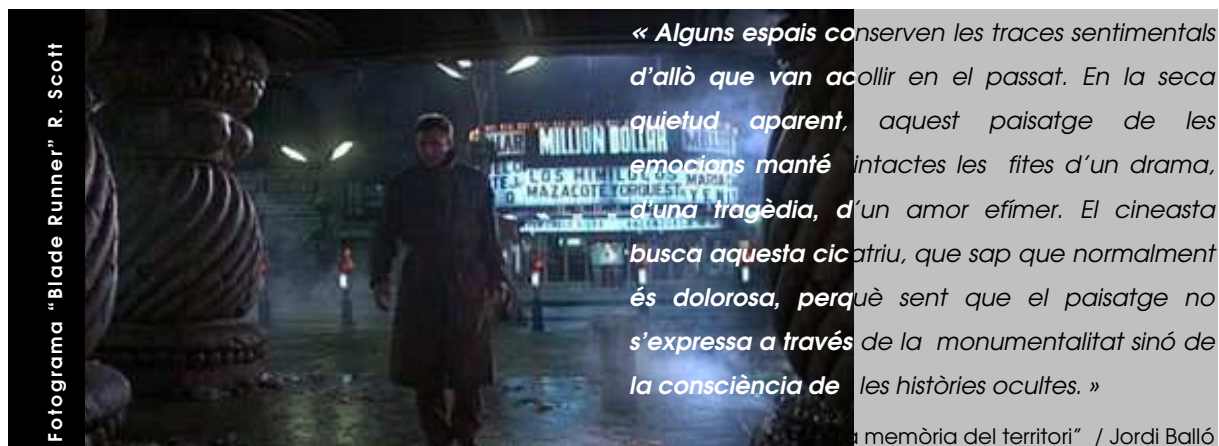 Fotograma “Blade Runner” R. Scott
« Alguns espais conserven les traces sentimentals
d’allò que van acollir en el passat. En la seca
quietud aparent, aquest paisatge de les
emocions manté intactes les fites d’un drama,
d’una tragèdia, d’un amor efímer. El cineasta
busca aquesta cicatriu, que sap que normalment
és dolorosa, perquè sent que el paisatge no
s’expressa a través de la monumentalitat sinó de
la consciència de les històries ocultes. »
memòria del territori” / Jordi Balló
MILLION DOLLAR
LOS MIMILOCOS
MAZACOTE Y ORQUESTA